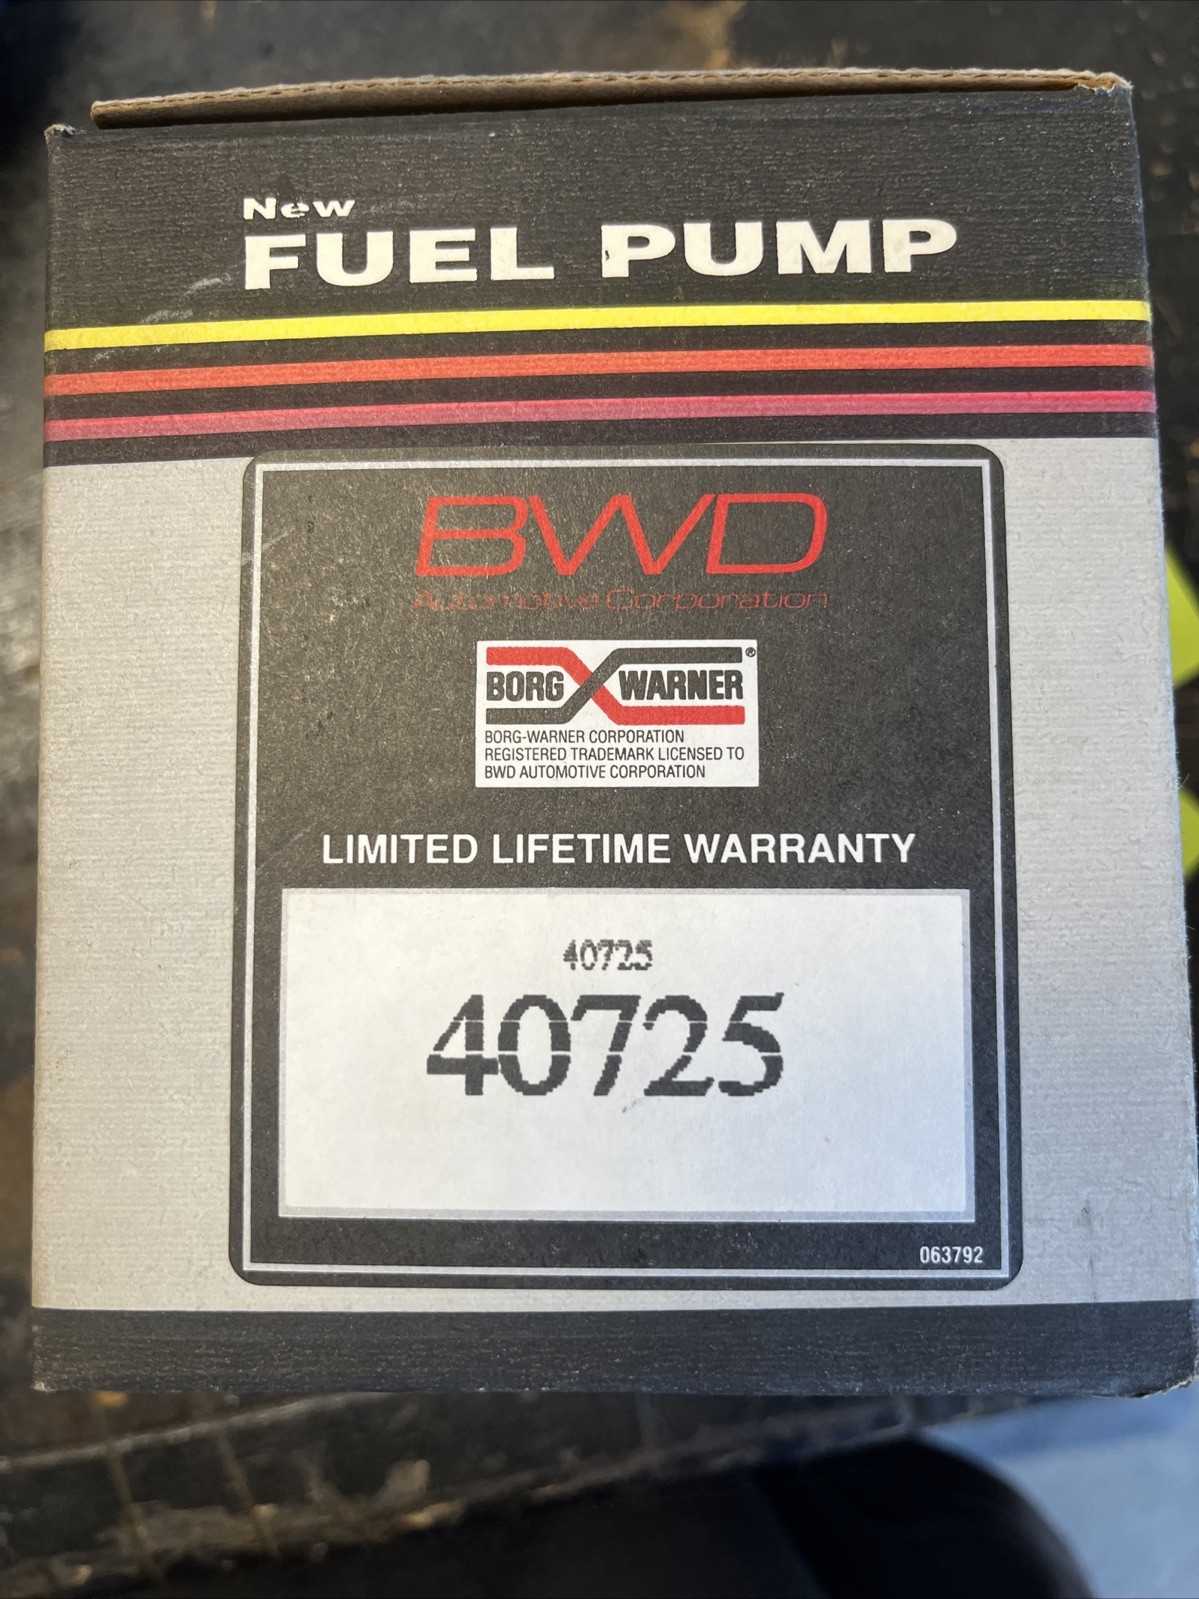 New
FUEL PUMP
BWD
Automotive Corporation
BORG WARNER®
BORG-WARNER CORPORATION
REGISTERED TRADEMARK LICENSED TO
BWD AUTOMOTIVE CORPORATION
LIMITED LIFETIME WARRANTY
40725
40725
063792